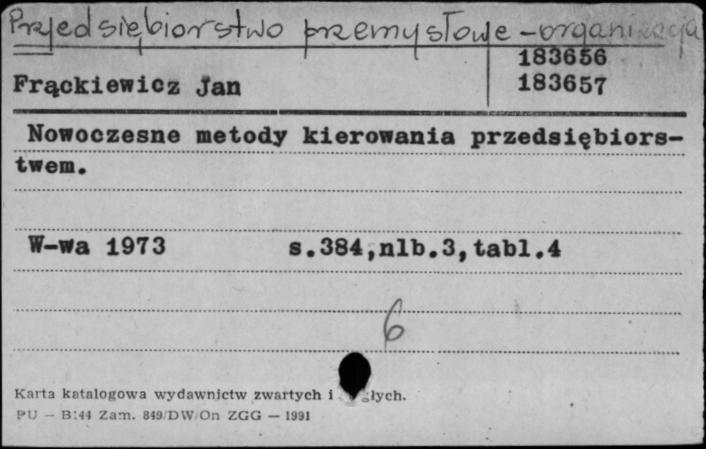 Przedsiębiorstwo przemysłowe - organizacja
183656
Frąckiewicz Jan 183657
Nowoczesne metody kierowania przedsiębiors-
twem.
W-wa 1973 s.384,nlb.3,tabl.4
6
Karta katalogowa wydawnictw zwartych i
PU — B/44 Zam. 849/DW/On ZGG — 1991